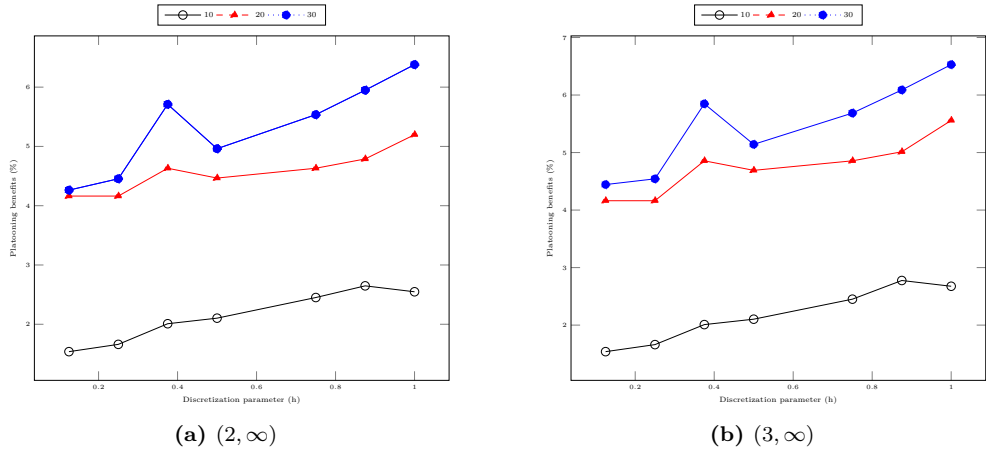 10 20 30
10 20 30
6
5
4
3
2
Platooning benefits (%)
0.2 0.4 0.6 0.8 1
Discretization parameter (h)
(a) (2, ∞)
7
6
5
4
3
2
Platooning benefits (%)
0.2 0.4 0.6 0.8 1
Discretization parameter (h)
(b) (3, ∞)